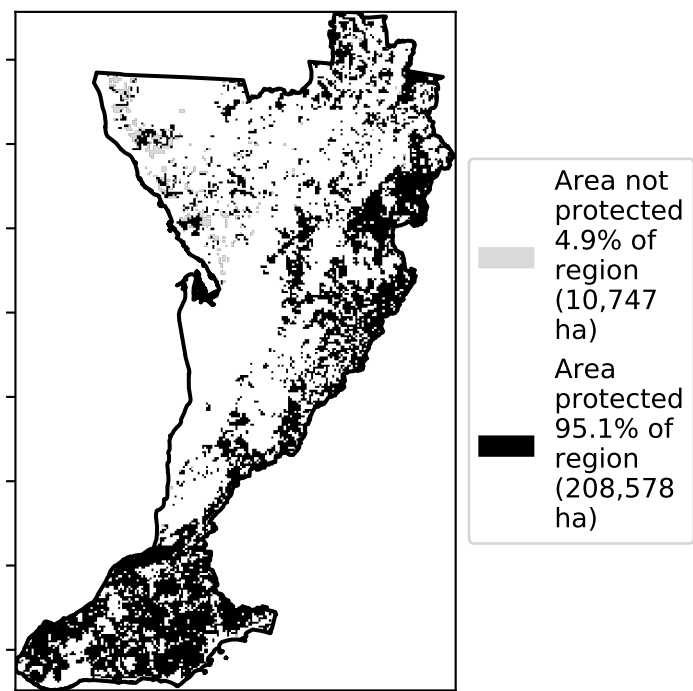 Area not
protected
4.9% of
region
(10,747
ha)
Area
protected
95.1% of
region
(208,578
ha)